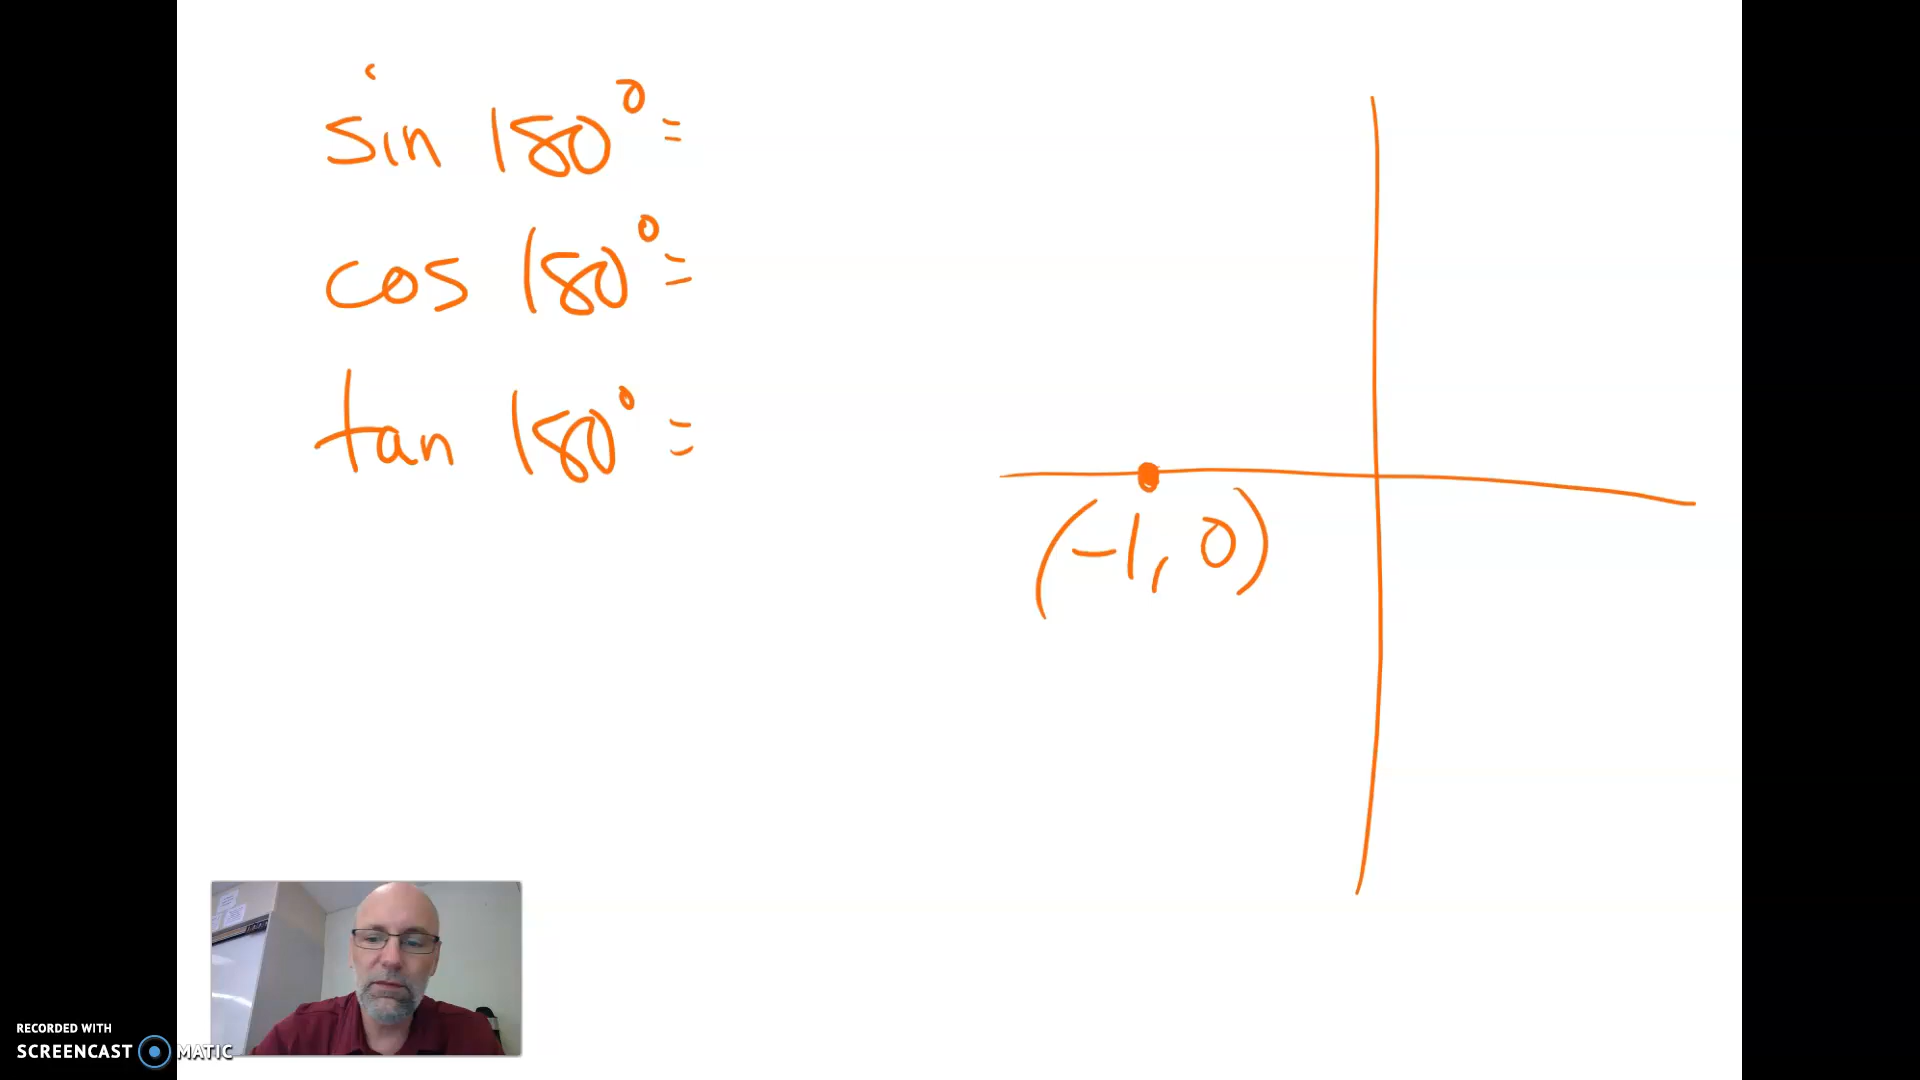 sin 180°=
cos 180°=
tan 180°=
(-1, 0)
RECORDED WITH
SCREENCAST MATIC